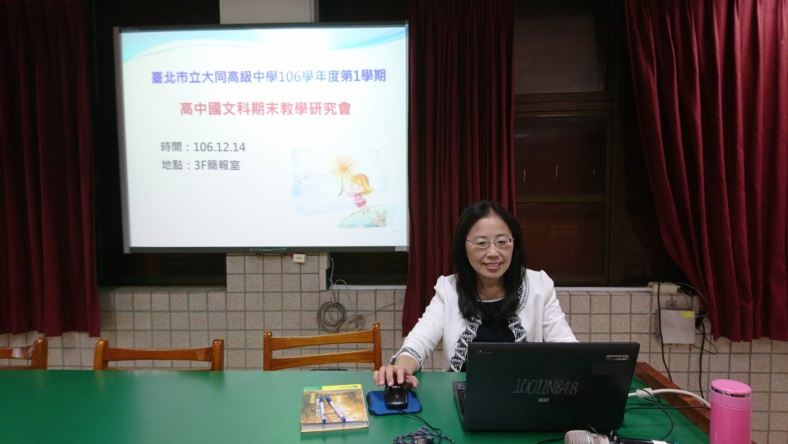 臺北市立大同高級中學106學年度第1學期
高中國文科期末教學研究會
時間：106.12.14
地點：3F簡報室
1001INB48